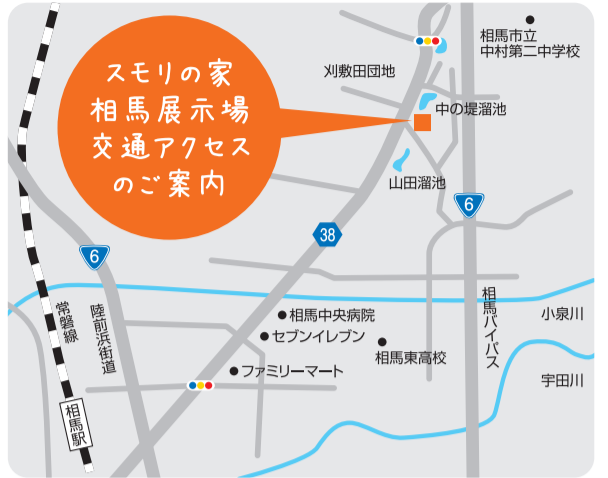 スモリの家
相馬展示場
交通アクセス
のご案内
相馬市立
中村第二中学校
刈敷田団地
中の堤溜池
山田溜池
6
38
6
常磐線
陸前浜街道
相馬中央病院
セブンイレブン
相馬東高校
ファミリーマート
相馬バイパス
小泉川
宇田川
相馬駅